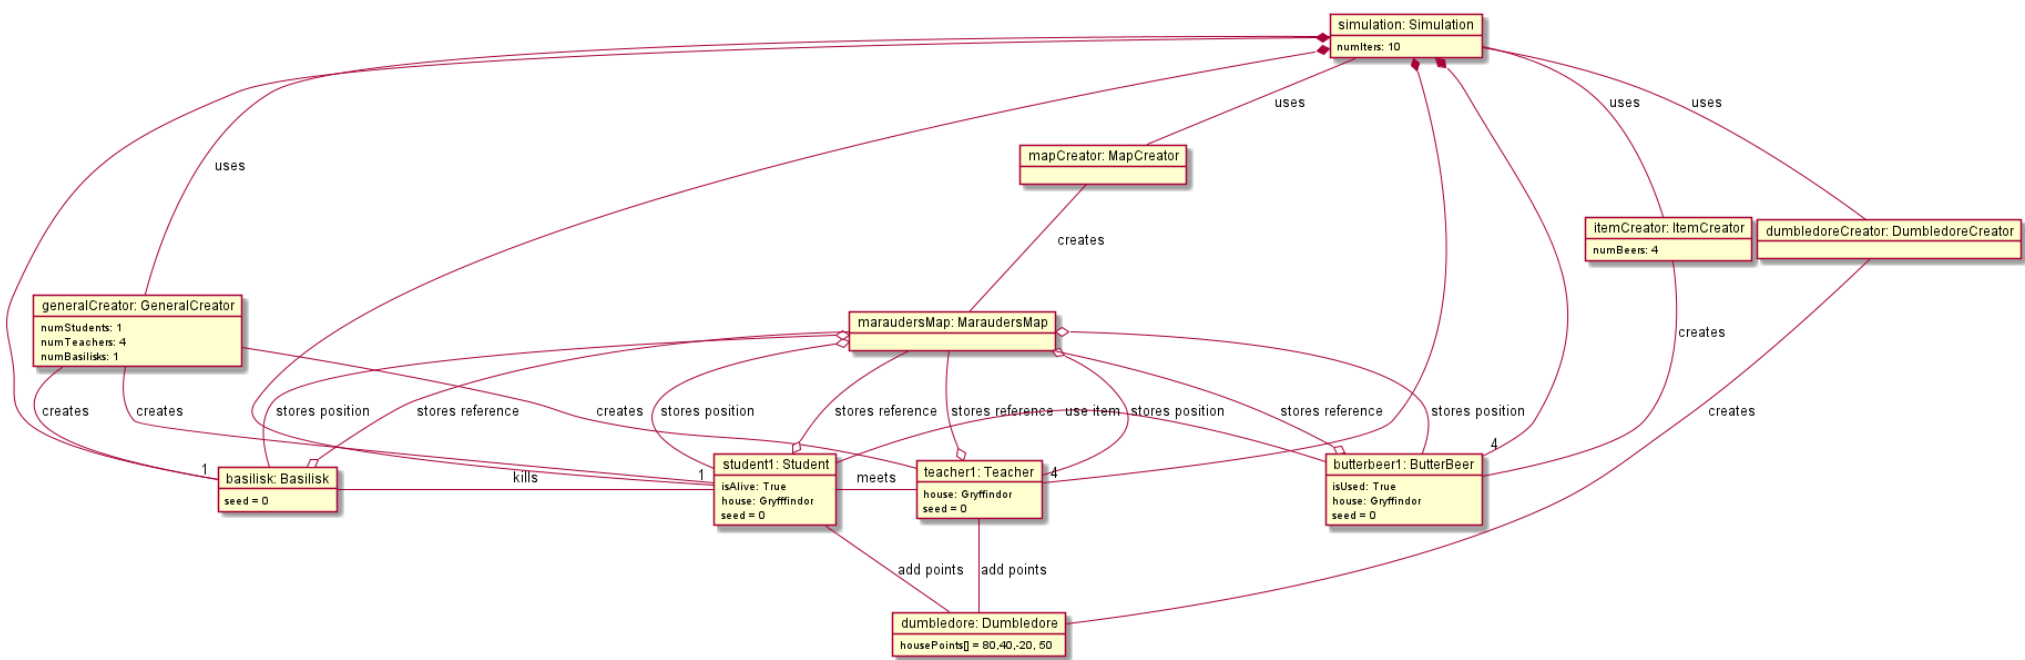 simulation: Simulation
numIters: 10
uses
uses
uses
mapCreator: MapCreator
uses
itemCreator: ItemCreator
numBeers: 4
dumbledoreCreator: DumbledoreCreator
creates
generalCreator: GeneralCreator
numStudents: 1
numTeachers: 4
numBasilisks: 1
maraudersMap: MaraudersMap
creates
creates
creates
stores position
stores reference
creates
stores position
stores reference
stores reference
use item
stores position
stores reference
stores position
creates
1
basilisk: Basilisk
seed = 0
kills
1
student1: Student
isAlive: True
house: Gryfffindor
seed = 0
meets
teacher1: Teacher
house: Gryffindor
seed = 0
4
4
butterbeer1: ButterBeer
isUsed: True
house: Gryffindor
seed = 0
add points
add points
dumbledore: Dumbledore
housePoints[] = 80,40,-20, 50